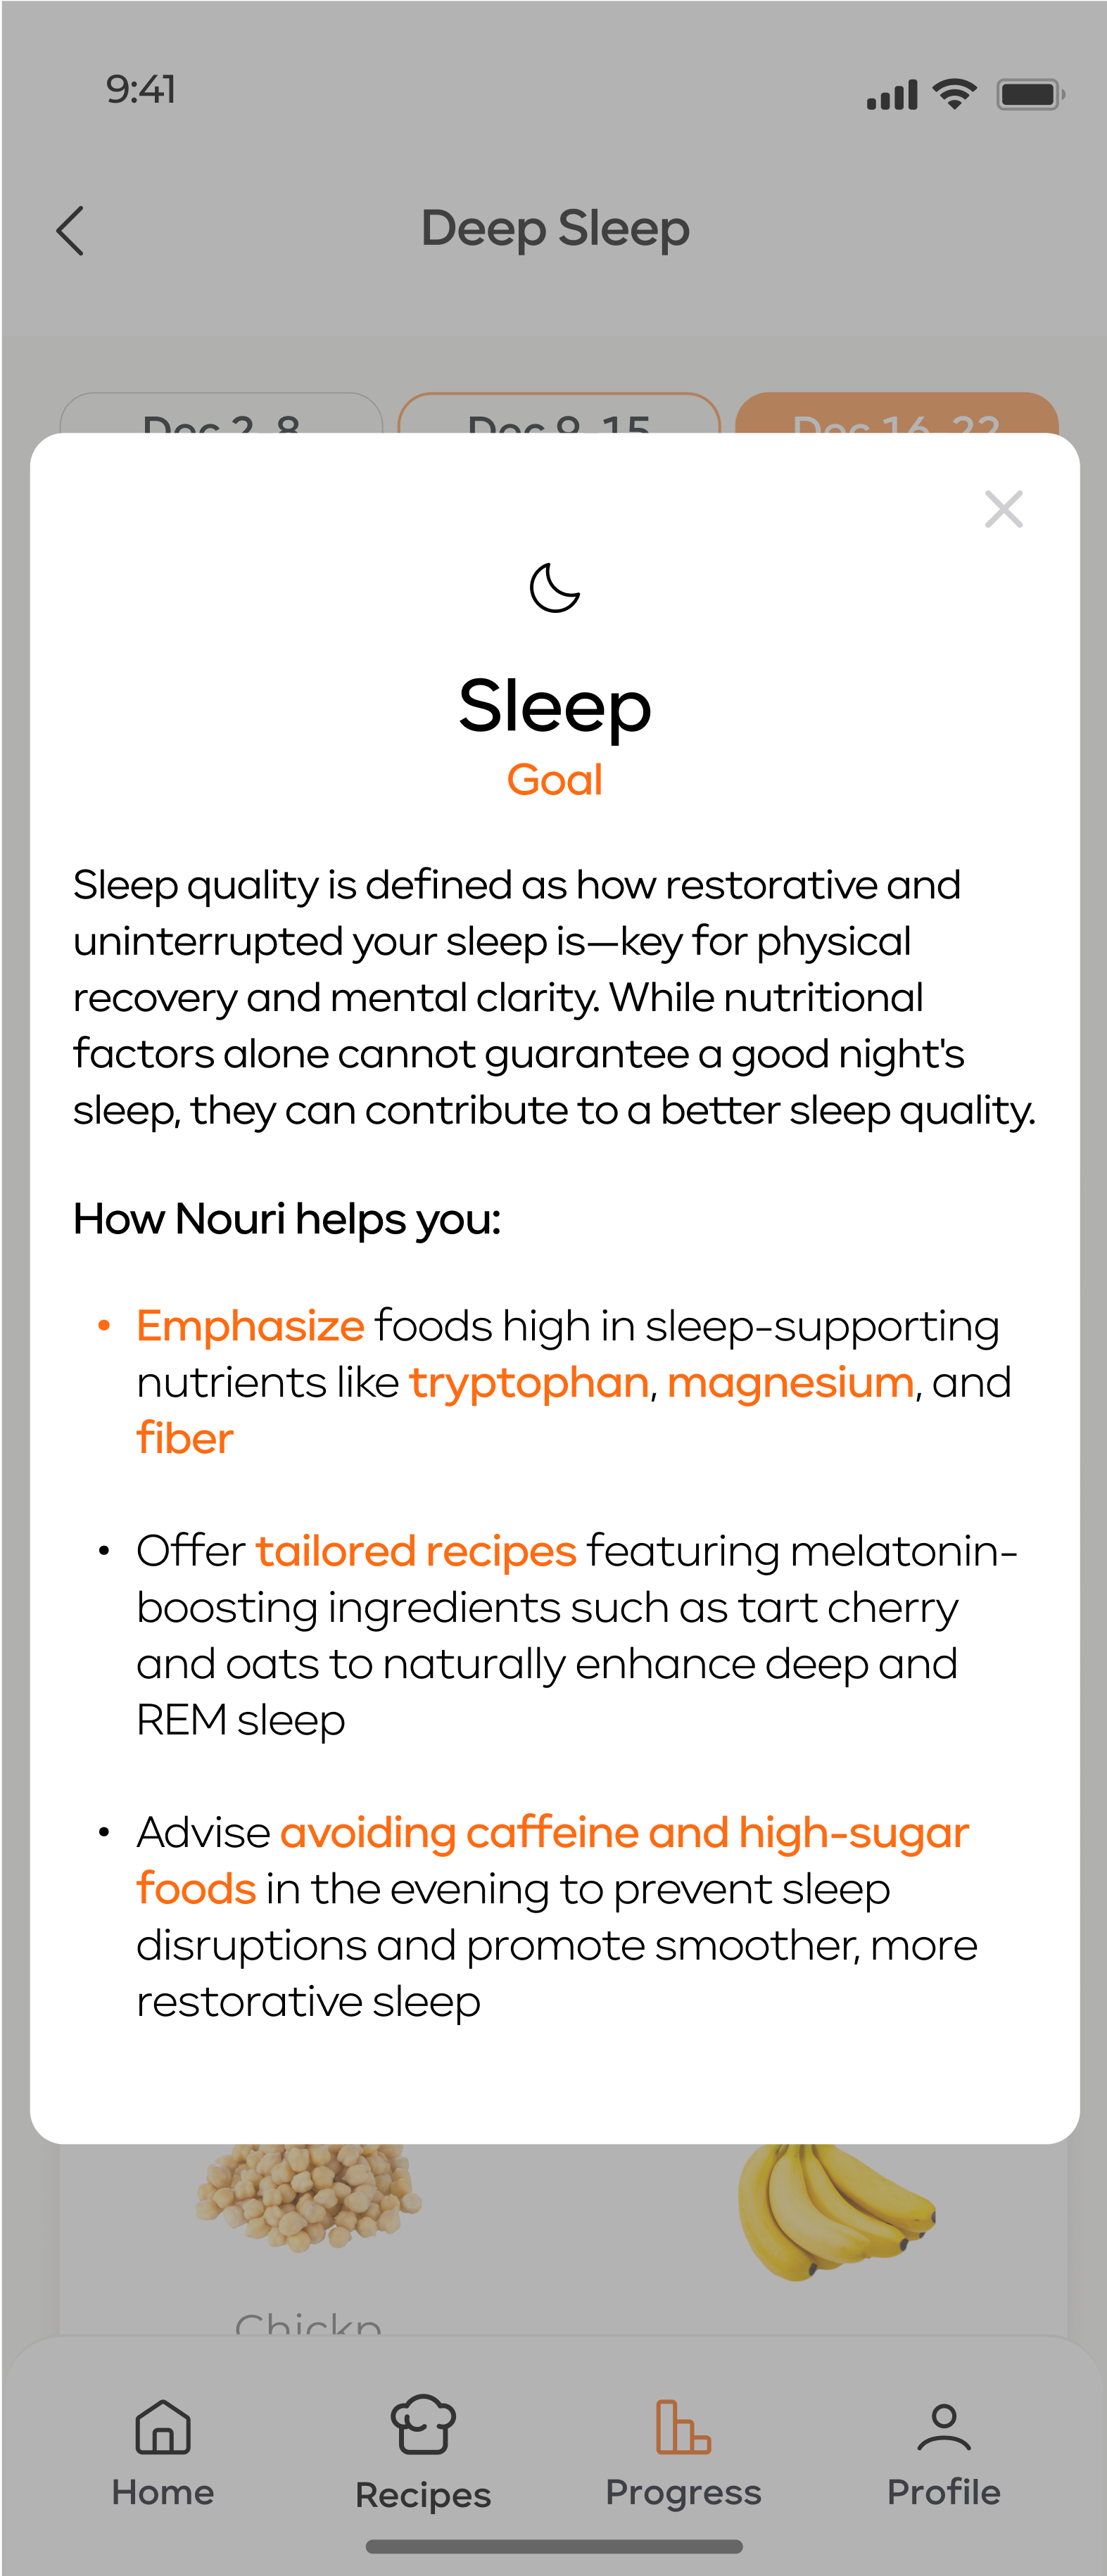 9:41
Deep Sleep
Dec 2-8
Dec 9-15
Dec 16-22
Sleep
Goal
Sleep quality is defined as how restorative and
uninterrupted your sleep is—key for physical
recovery and mental clarity. While nutritional
factors alone cannot guarantee a good night's
sleep, they can contribute to a better sleep quality.
How Nouri helps you:
• Emphasize foods high in sleep-supporting
nutrients like tryptophan, magnesium, and
fiber
• Offer tailored recipes featuring melatonin-
boosting ingredients such as tart cherry
and oats to naturally enhance deep and
REM sleep
• Advise avoiding caffeine and high-sugar
foods in the evening to prevent sleep
disruptions and promote smoother, more
restorative sleep
Chickp
Home
Recipes
Progress
Profile